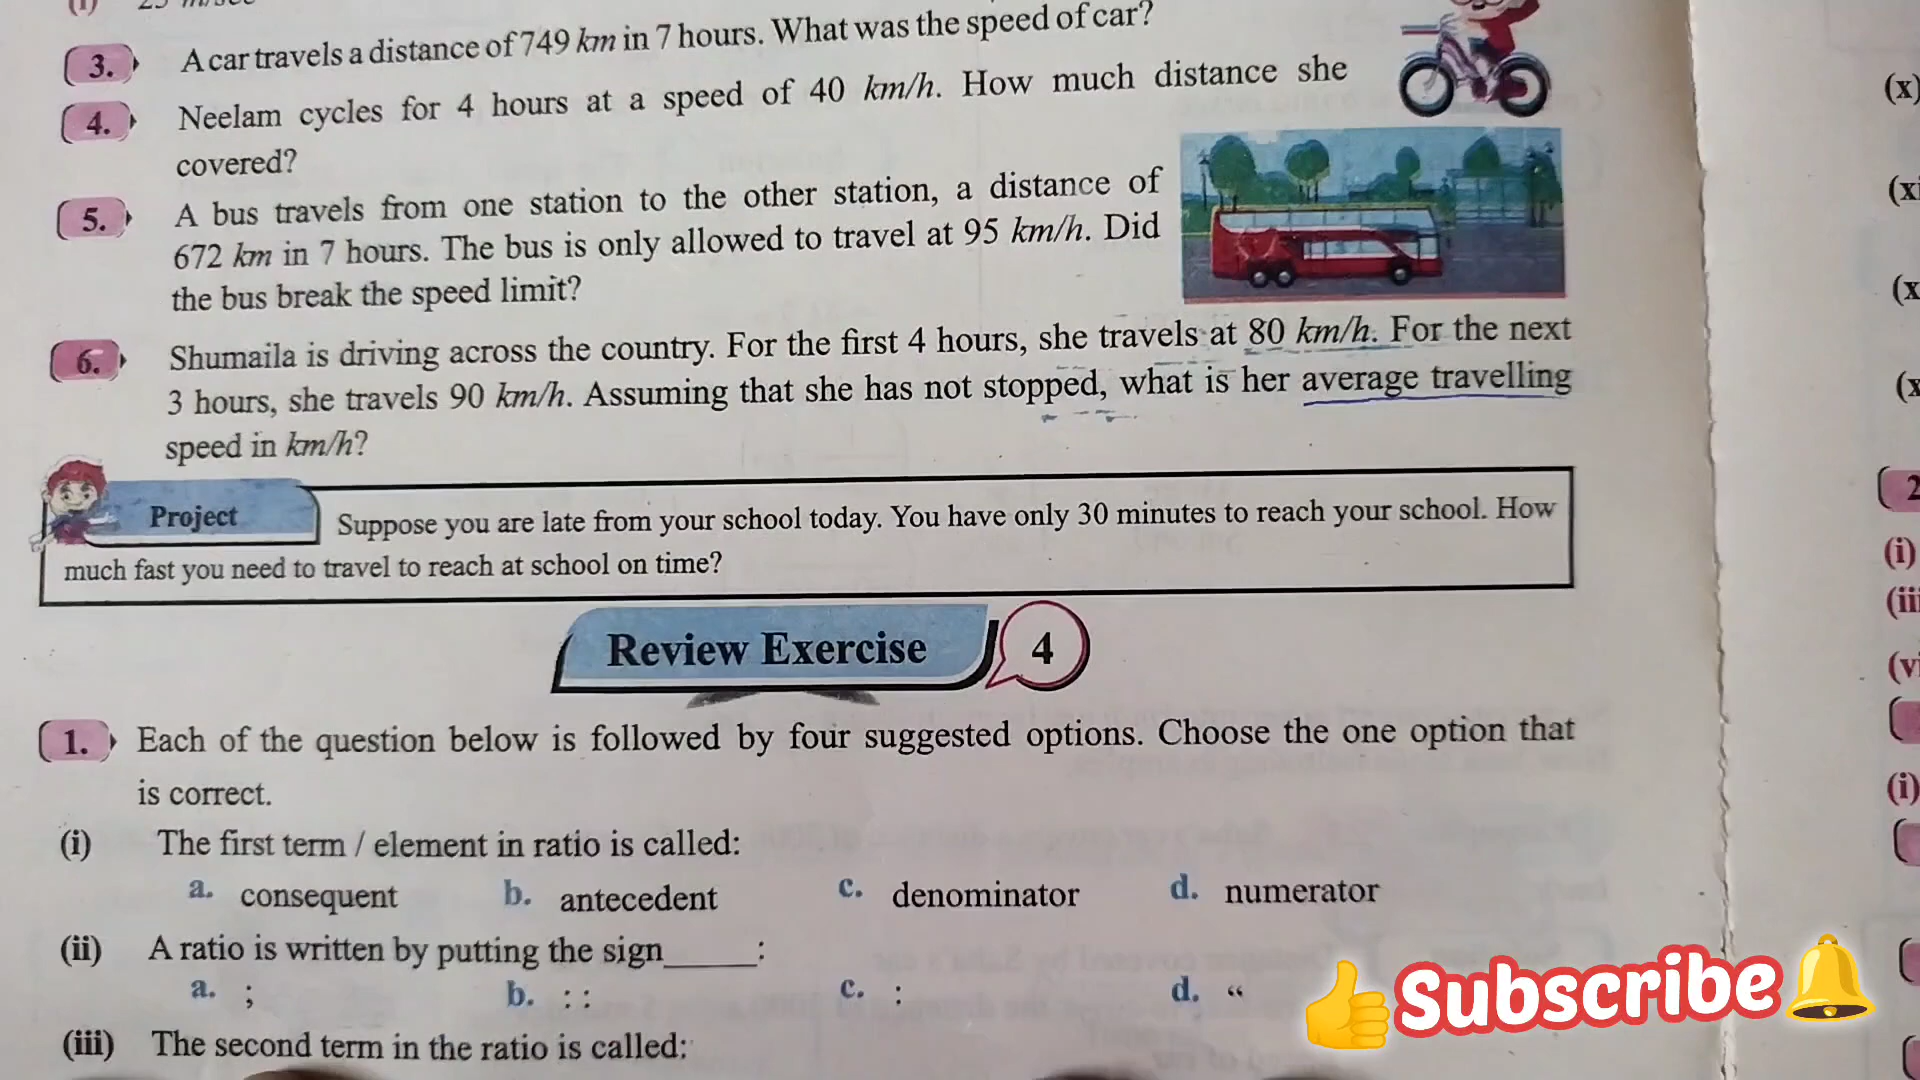 (i) 25 m/sec
3. A car travels a distance of 749 km in 7 hours. What was the speed of car?
4. Neelam cycles for 4 hours at a speed of 40 km/h. How much distance she
covered?
5. A bus travels from one station to the other station, a distance of
672 km in 7 hours. The bus is only allowed to travel at 95 km/h. Did
the bus break the speed limit?
6. Shumaila is driving across the country. For the first 4 hours, she travels at 80 km/h. For the next
3 hours, she travels 90 km/h. Assuming that she has not stopped, what is her average travelling
speed in km/h?
Project Suppose you are late from your school today. You have only 30 minutes to reach your school. How
much fast you need to travel to reach at school on time?
Review Exercise 4
1. Each of the question below is followed by four suggested options. Choose the one option that
is correct.
(i) The first term / element in ratio is called:
a. consequent b. antecedent c. denominator d. numerator
(ii) A ratio is written by putting the sign_____:
a. ; b. : : c. : d. “
(iii) The second term in the ratio is called:
(x)
2
(i)
(i)
Subscribe